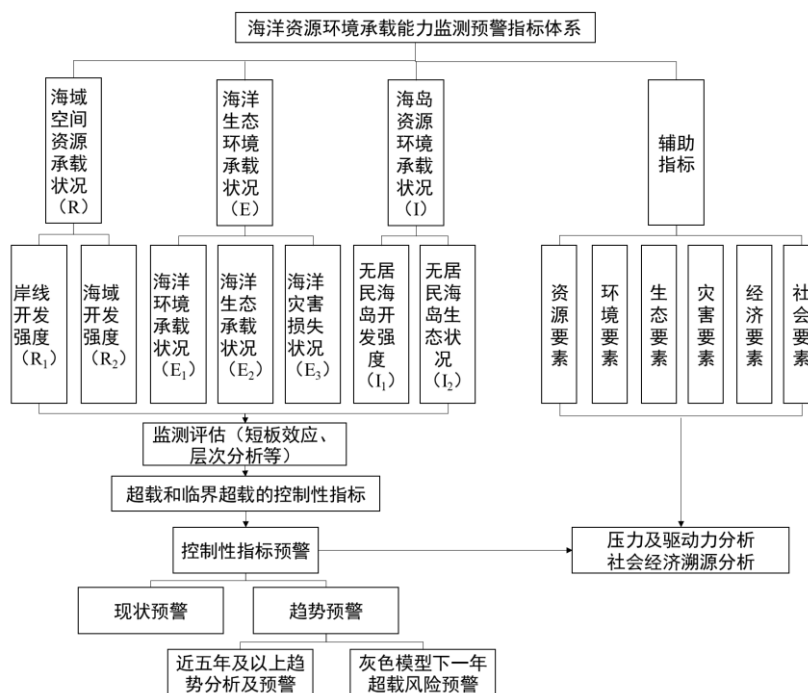 海洋资源环境承载能力监测预警指标体系
海域
空间
资源
承载
状况
（R）
海洋
生态
环境
承载
状况
（E）
海岛
资源
环境
承载
状况
（I）
辅助
指标
岸线
开发
强度
（R₁）
海域
开发
强度
（R₂）
海洋
环境
承载
状况
（E₁）
海洋
生态
承载
状况
（E₂）
海洋
灾害
损失
状况
（E₃）
无居
民海
岛开
发强
度
（I₁）
无居
民海
岛生
态状
况
（I₂）
资
源
要
素
环
境
要
素
生
态
要
素
灾
害
要
素
经
济
要
素
社
会
要
素
监测评估（短板效应、
层次分析等）
超载和临界超载的控制性指标
控制性指标预警
压力及驱动力分析
社会经济溯源分析
现状预警
趋势预警
近五年及以上趋
势分析及预警
灰色模型下一年
超载风险预警